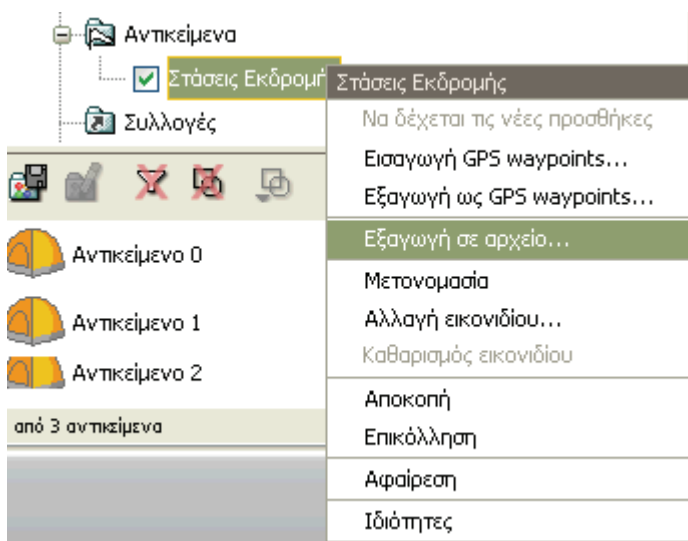 Αντικείμενα
Στάσεις Εκδρομή
Συλλογές
Αντικείμενο 0
Αντικείμενο 1
Αντικείμενο 2
από 3 αντικείμενα
Στάσεις Εκδρομής
Να δέχεται τις νέες προσθήκες
Εισαγωγή GPS waypoints...
Εξαγωγή ως GPS waypoints...
Εξαγωγή σε αρχείο...
Μετονομασία
Αλλαγή εικονιδίου...
Καθαρισμός εικονιδίου
Αποκοπή
Επικόλληση
Αφαίρεση
Ιδιότητες